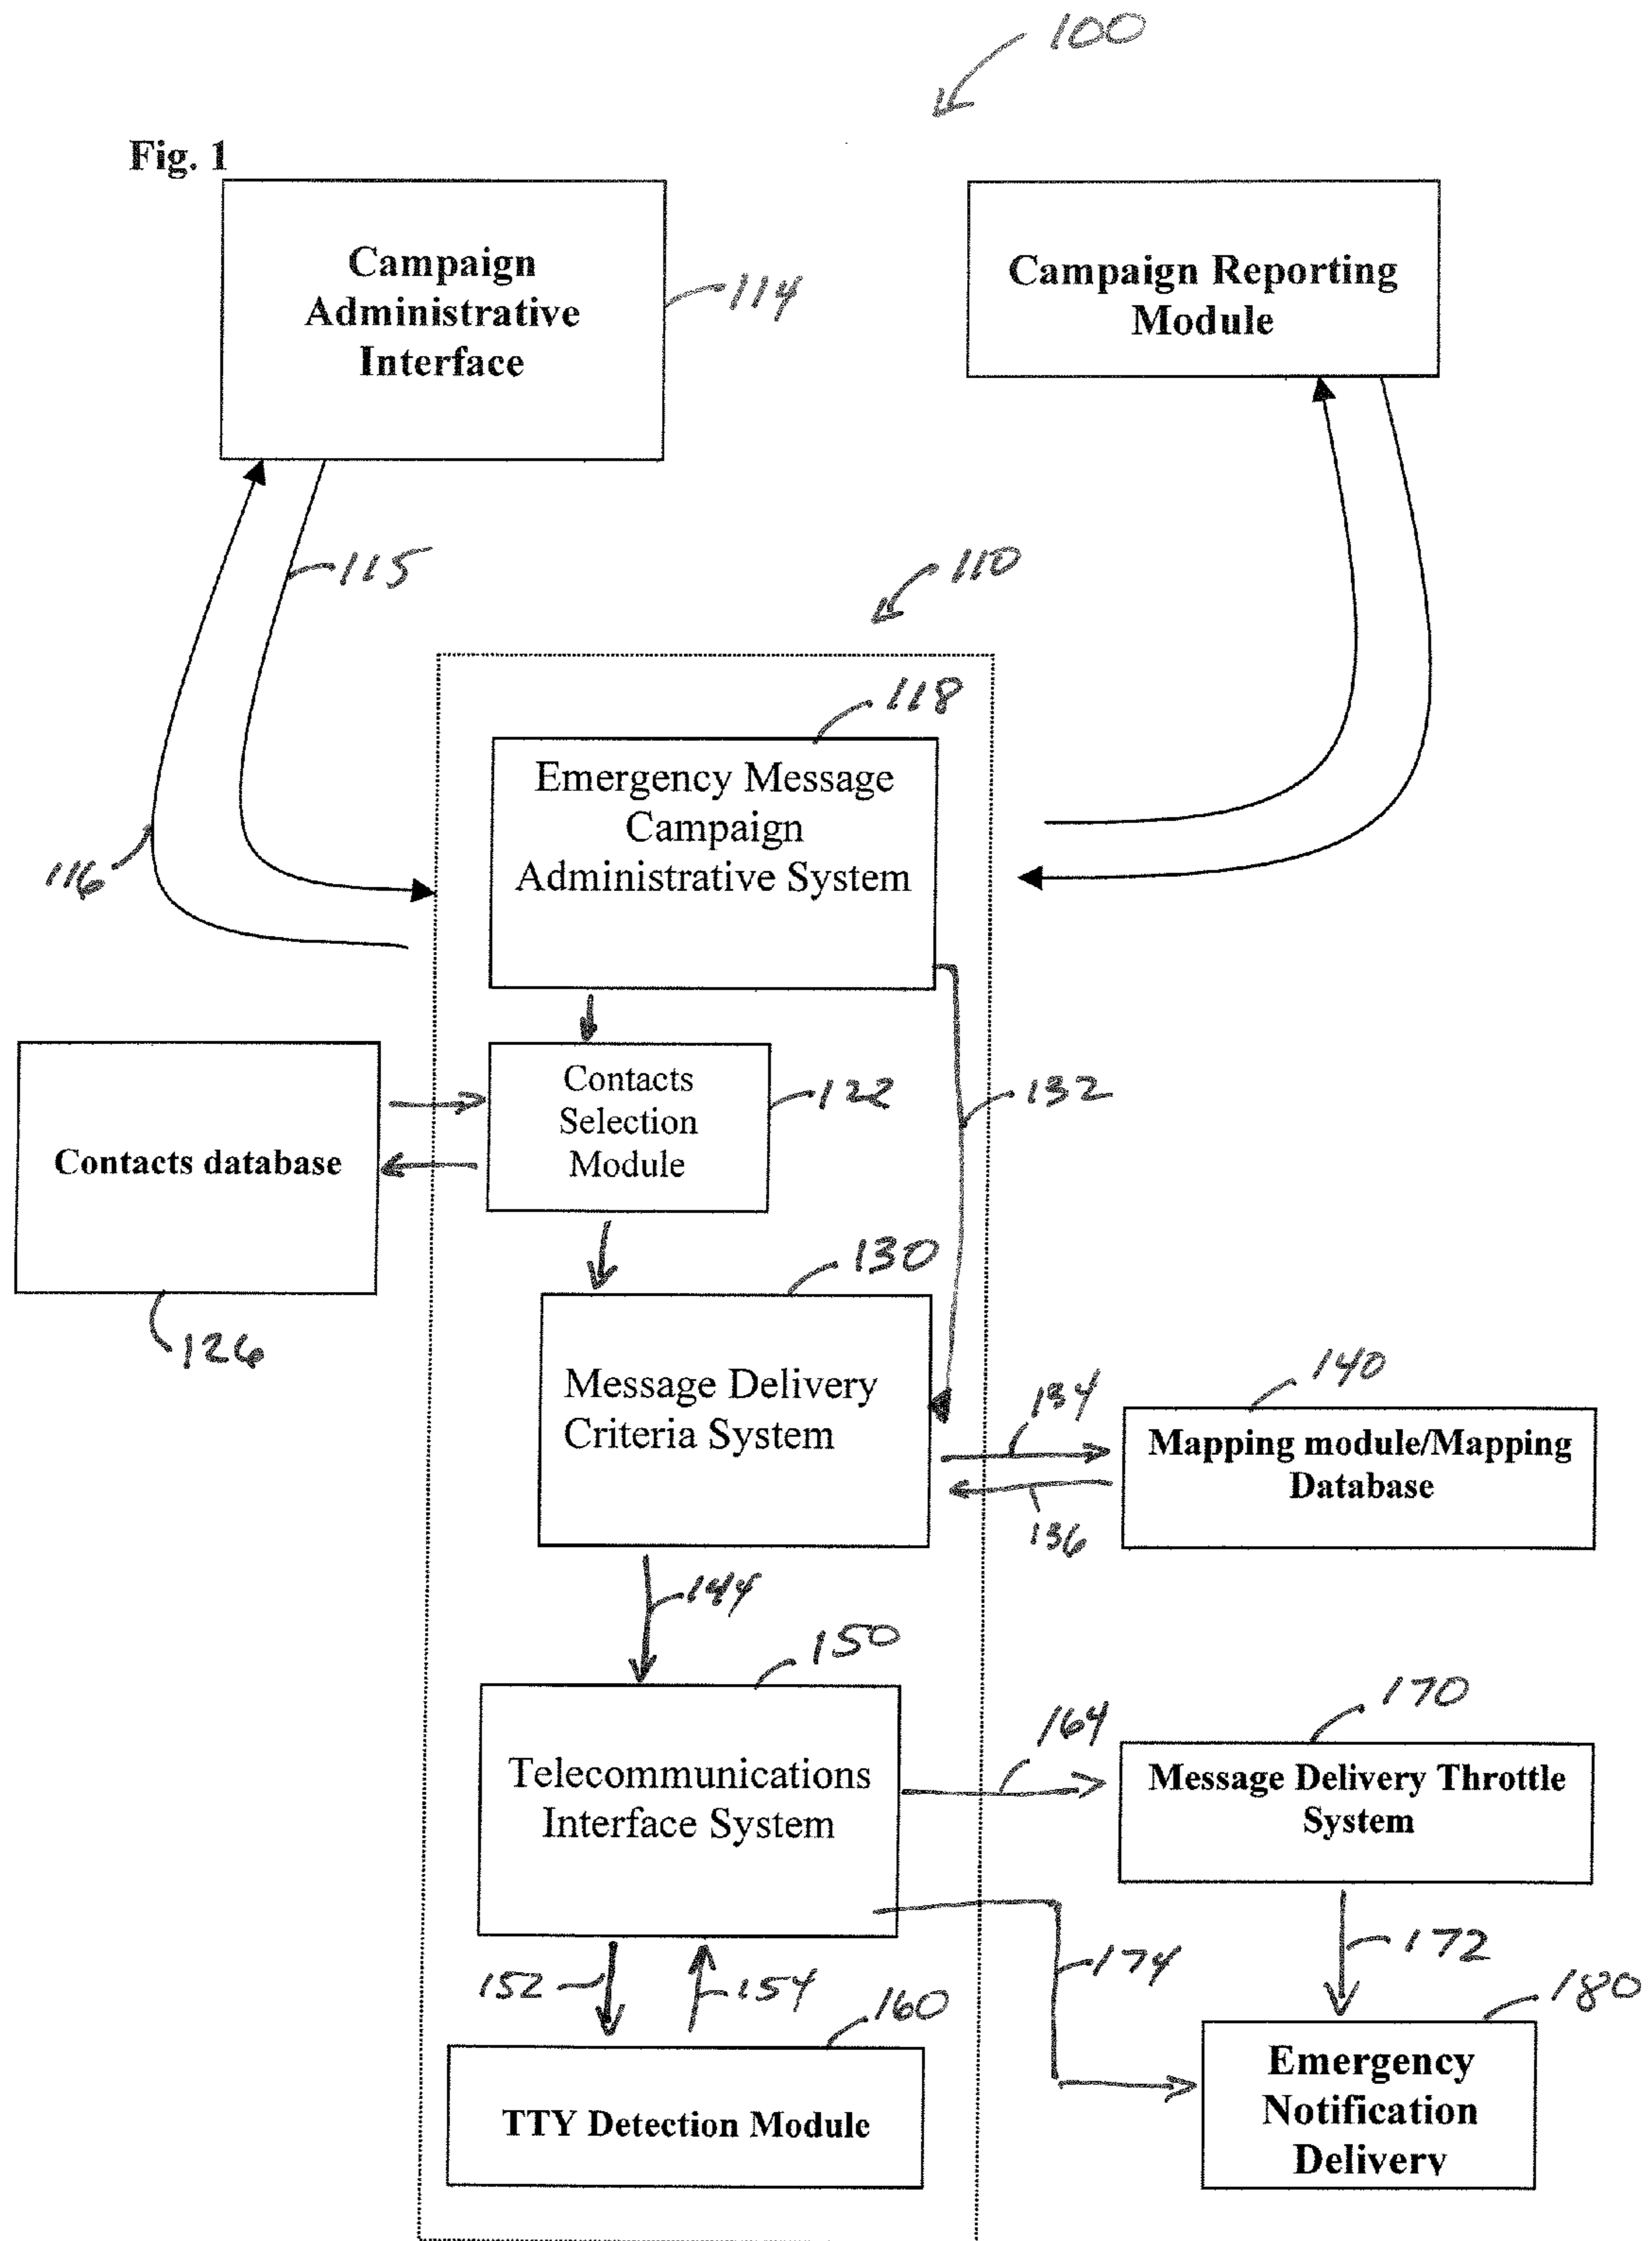 100
Fig. 1
Campaign
Administrative
Interface
114
Campaign Reporting
Module
115
110
118
Emergency Message
Campaign
Administrative System
116
Contacts
Selection
Module
122
132
Contacts database
126
130
Message Delivery
Criteria System
134
136
140
Mapping module/Mapping
Database
144
150
Telecommunications
Interface System
164
170
Message Delivery Throttle
System
152
154
174
172
160
TTY Detection Module
180
Emergency
Notification
Delivery